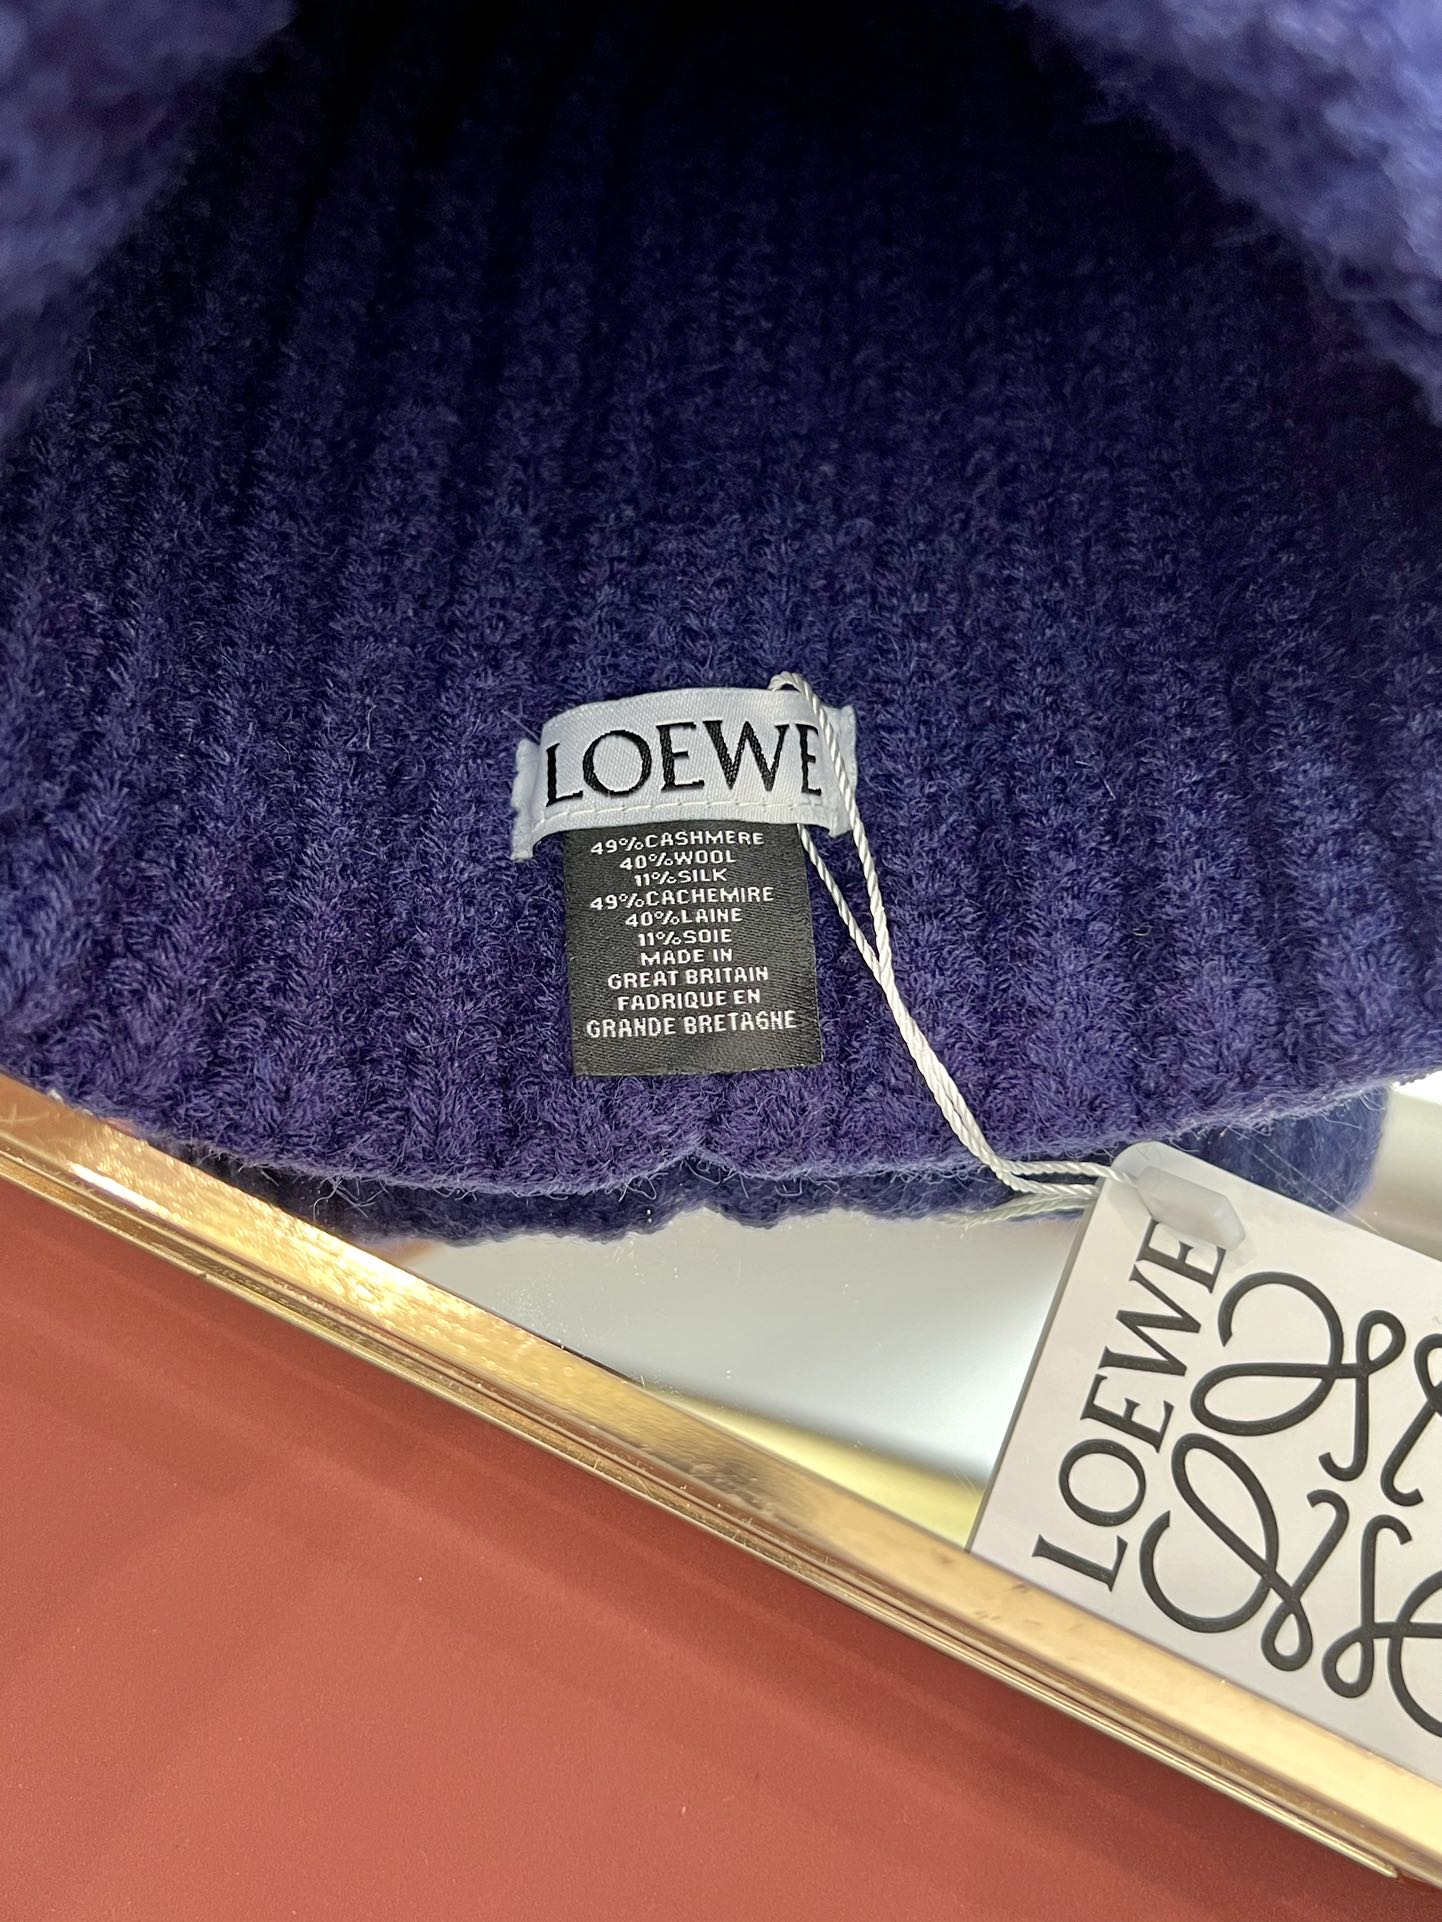 LOEWE
49%CASHMERE
40%WOOL
11%SILK
49%CACHEMIRE
40%LAINE
11%SOIE
MADE IN
GREAT BRITAIN
FADRIQUE EN
GRANDE BRETAGNE
LOEWE